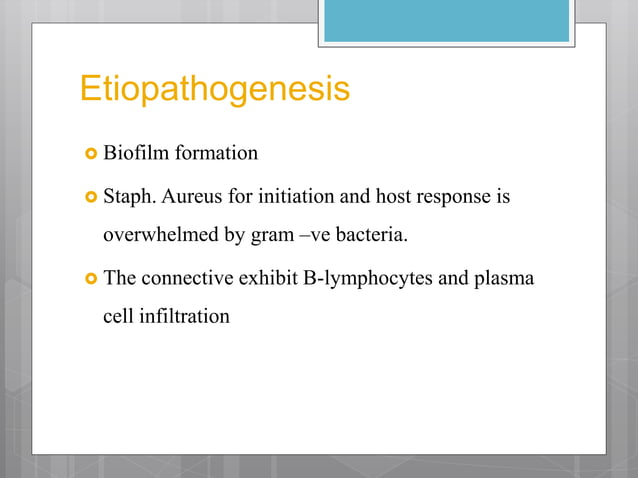 Etiopathogenesis
Biofilm formation
Staph. Aureus for initiation and host response is
overwhelmed by gram –ve bacteria.
The connective exhibit B-lymphocytes and plasma
cell infiltration